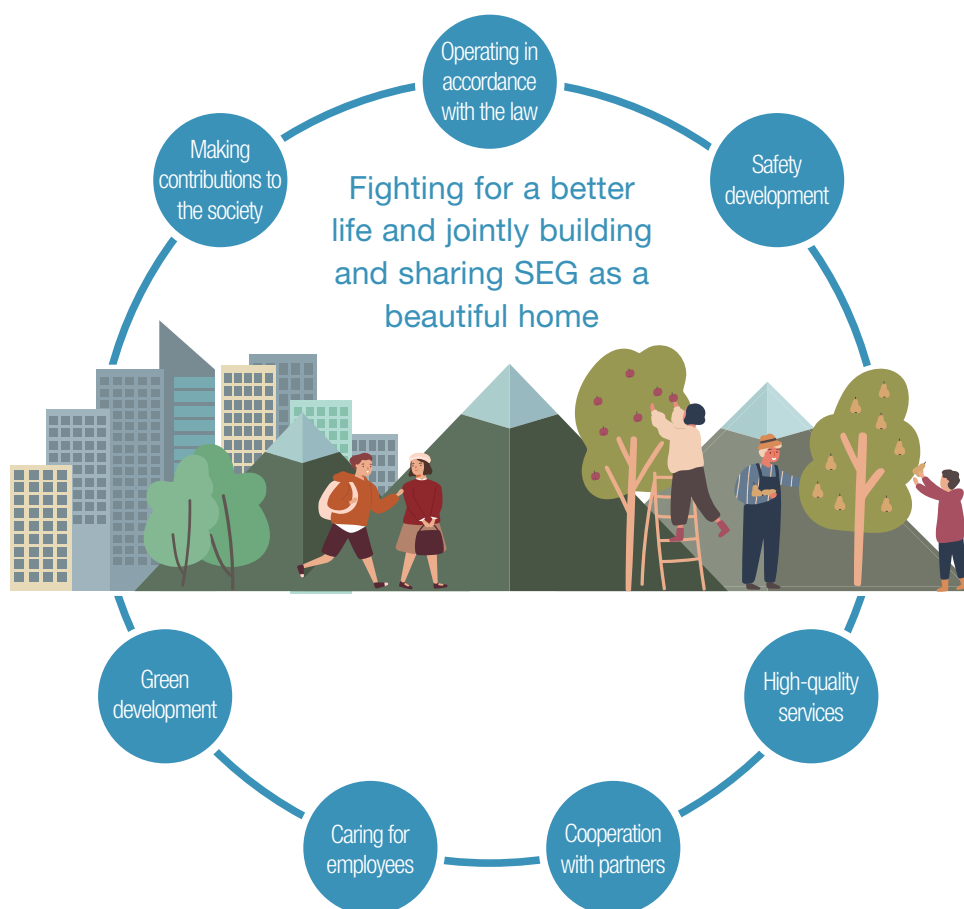 Operating in
accordance
with the law
Making
contributions to
the society
Safety
development
Fighting for a better
life and jointly building
and sharing SEG as a
beautiful home
Green
development
High-quality
services
Caring for
employees
Cooperation
with partners